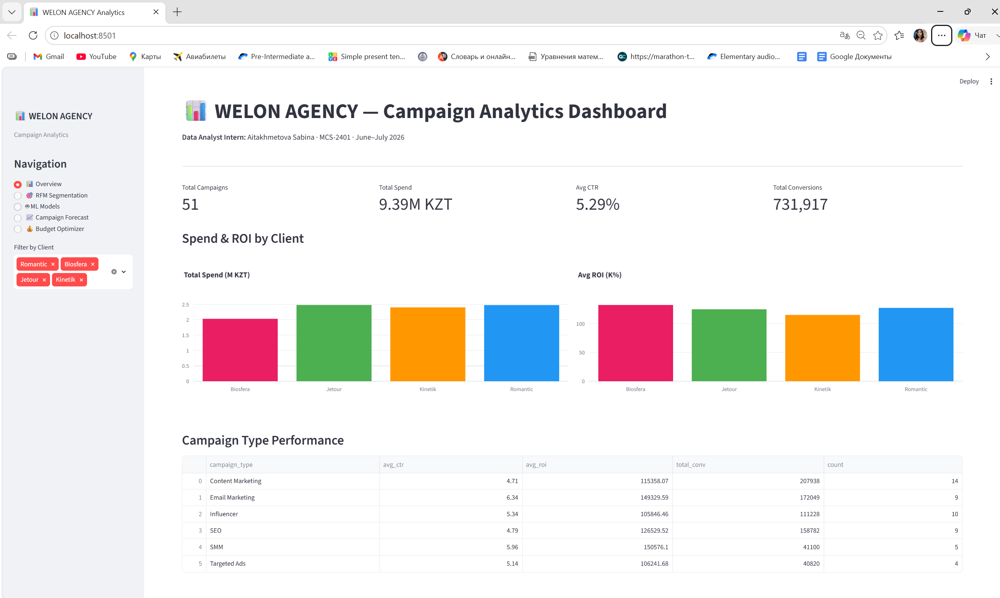 WELON AGENCY Analytics
localhost:8501
Чат
Gmail
YouTube
Карты
Авиабилеты
Pre-Intermediate a...
Simple present ten...
Словарь и онлайн...
Уравнения матем...
https://marathon-t...
Elementary audio...
Google Документы
Deploy
WELON AGENCY
Campaign Analytics
Navigation
Overview
RFM Segmentation
ML Models
Campaign Forecast
Budget Optimizer
Filter by Client
Romantic Biosfera
Jetour Kinetik
WELON AGENCY — Campaign Analytics Dashboard
Data Analyst Intern: Aitakhmetova Sabina · MCS-2401 · June–July 2026
Total Campaigns Total Spend Avg CTR Total Conversions
51 9.39M KZT 5.29% 731,917
Spend & ROI by Client
Total Spend (M KZT)
2.5
2
1.5
1
0.5
0
Biosfera Jetour Kinetik Romantic
Avg ROI (K%)
100
50
0
Biosfera Jetour Kinetik Romantic
Campaign Type Performance
campaign_type avg_ctr avg_roi total_conv count
0 Content Marketing 4.71 115358.07 207938 14
1 Email Marketing 6.34 149329.59 172049 9
2 Influencer 5.34 105846.46 111228 10
3 SEO 4.79 126529.52 158782 9
4 SMM 5.96 150576.1 41100 5
5 Targeted Ads 5.14 106241.68 40820 4